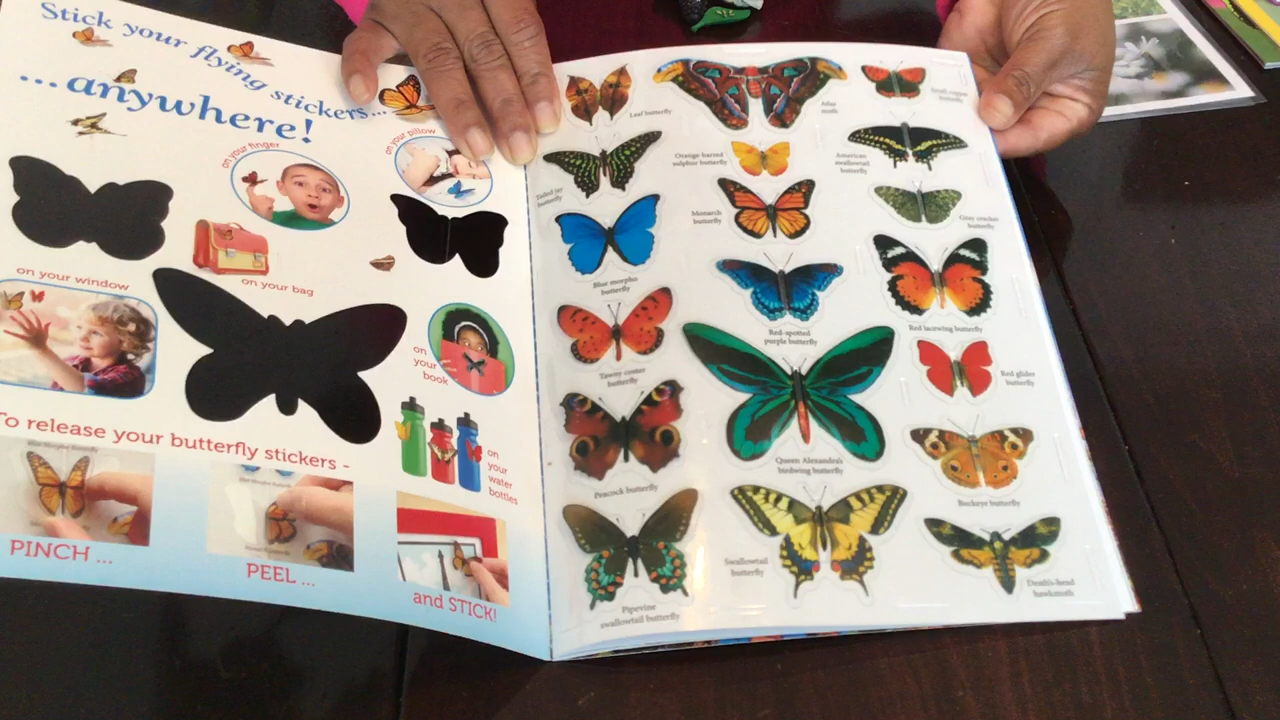 Stick your flying stickers...
...anywhere!
on your finger
on your pillow
on your bag
on your window
on
your
book
on
your
water
bottles
To release your butterfly stickers -
PINCH ...
PEEL ...
and STICK!
Leaf butterfly
Atlas
moth
Small copper
butterfly
Tailed jay
butterfly
Orange-barred
sulphur butterfly
American
swallowtail
butterfly
Monarch
butterfly
Gray cracker
butterfly
Blue morpho
butterfly
Red-spotted
purple butterfly
Red lacewing butterfly
Tawny coster
butterfly
Red glider
butterfly
Queen Alexandra's
birdwing butterfly
Peacock butterfly
Buckeye butterfly
Swallowtail
butterfly
Death's-head
hawkmoth
Pipevine
swallowtail butterfly